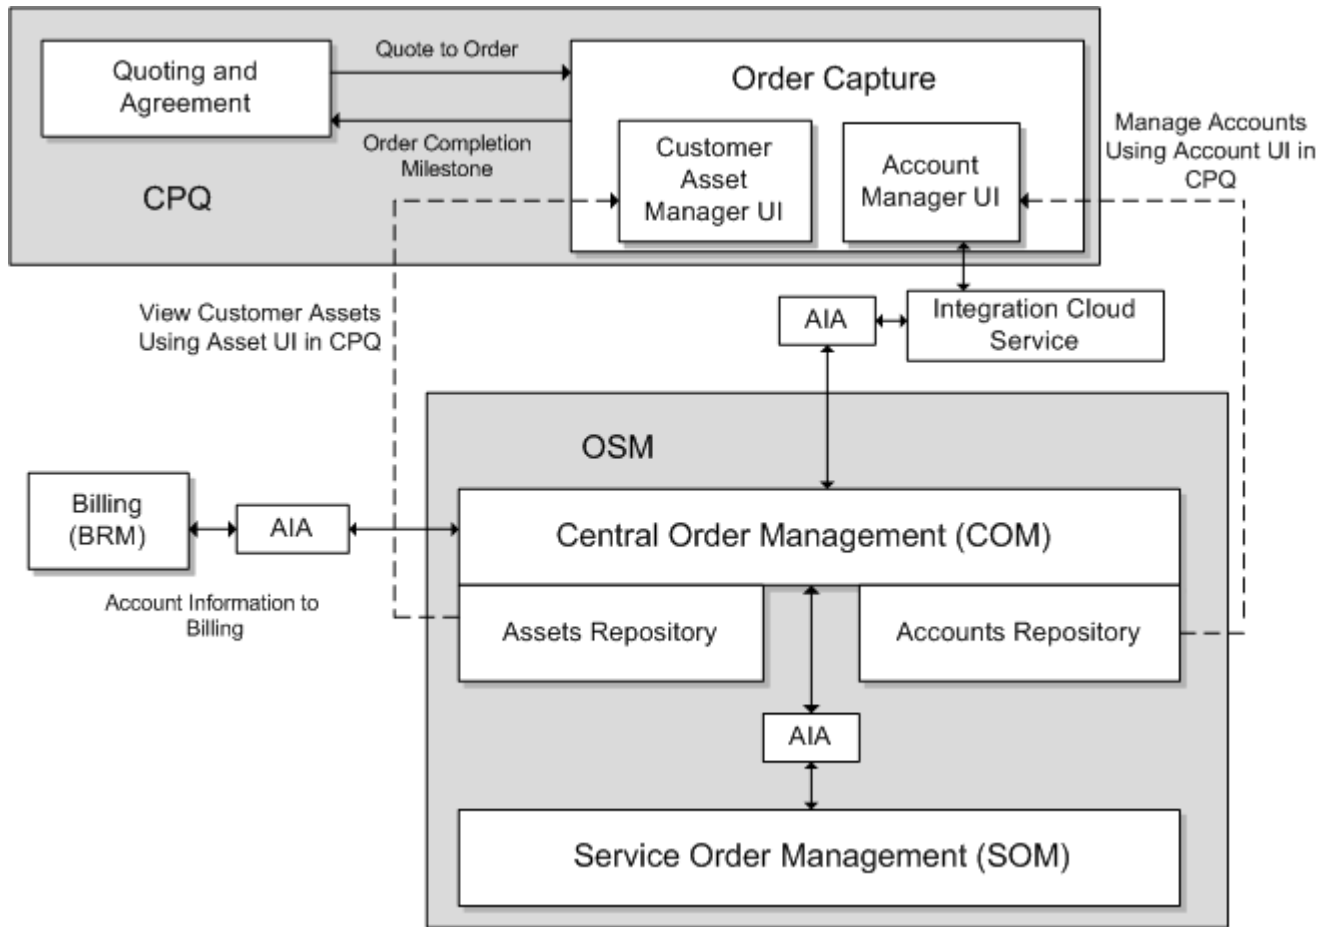 Quoting and
Agreement
Quote to Order
Order Completion
Milestone
CPQ
Order Capture
Customer
Asset
Manager UI
Account
Manager UI
Manage Accounts
Using Account UI in
CPQ
View Customer Assets
Using Asset UI in CPQ
AIA
Integration Cloud
Service
OSM
Billing
(BRM)
AIA
Account Information to
Billing
Central Order Management (COM)
Assets Repository
Accounts Repository
AIA
Service Order Management (SOM)